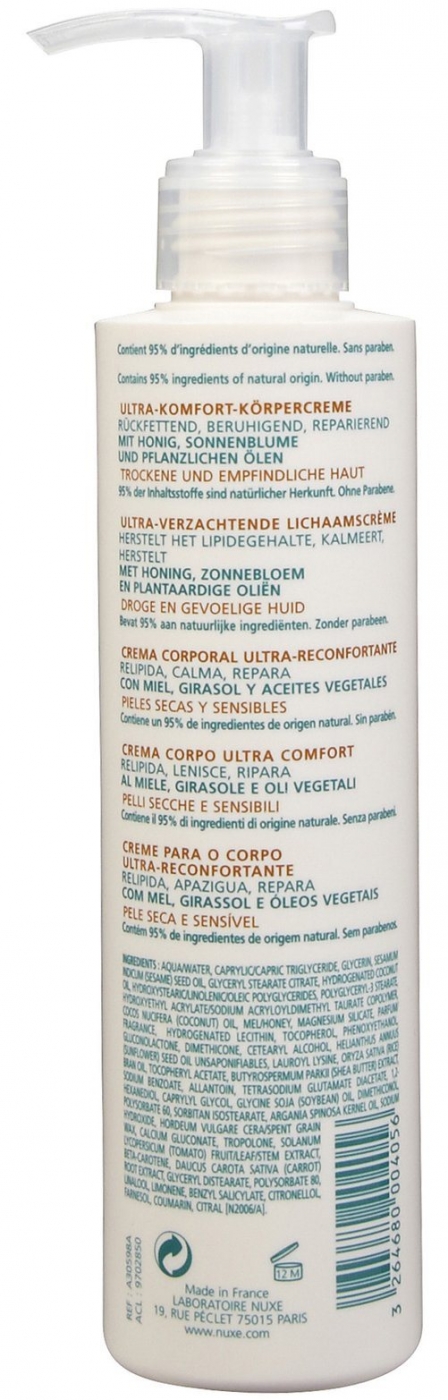 Contient 95% d'ingrédients d'origine naturelle. Sans paraben.
Contains 95% ingredients of natural origin. Without paraben.
ULTRA-KOMFORT-KÖRPERCREME
RÜCKFETTEND, BERUHIGEND, REPARIEREND
MIT HONIG, SONNENBLUME
UND PFLANZLICHEN ÖLEN
TROCKENE UND EMPFINDLICHE HAUT
95% der Inhaltsstoffe sind natürlicher Herkunft. Ohne Parabene.
ULTRA-VERZACHTENDE LICHAAMSCRÈME
HERSTELT HET LIPIDEGEHALTE, KALMEERT,
HERSTELT
MET HONING, ZONNEBLOEM
EN PLANTAARDIGE OLIËN
DROGE EN GEVOELIGE HUID
Bevat 95% aan natuurlijke ingrediënten. Zonder parabeen.
CREMA CORPORAL ULTRA-RECONFORTANTE
RELIPIDA, CALMA, REPARA
CON MIEL, GIRASOL Y ACEITES VEGETALES
PIELES SECAS Y SENSIBLES
Contiene un 95% de ingredientes de origen natural. Sin parabén.
CREMA CORPO ULTRA COMFORT
RELIPIDA, LENISCE, RIPARA
AL MIELE, GIRASOLE E OLI VEGETALI
PELLI SECCHE E SENSIBILI
Contiene il 95% di ingredienti di origine naturale. Senza parabeni.
CREME PARA O CORPO
ULTRA-RECONFORTANTE
RELIPIDA, APAZIGUA, REPARA
COM MEL, GIRASSOL E ÓLEOS VEGETAIS
PELE SECA E SENSÍVEL
Contém 95% de ingredientes de origem natural. Sem parabenos.
INGREDIENTS: AQUA/WATER, CAPRYLIC/CAPRIC TRIGLYCERIDE, GLYCERIN, SESAMUM
INDICUM (SESAME) SEED OIL, GLYCERYL STEARATE CITRATE, HYDROGENATED COCONUT
OIL, HYDROXYSTEARIC/LINOLENIC/OLEIC POLYGLYCERIDES, POLYGLYCERYL-3 STEARATE,
HYDROXYETHYL ACRYLATE/SODIUM ACRYLOYLDIMETHYL TAURATE COPOLYMER,
COCOS NUCIFERA (COCONUT) OIL, MEL/HONEY, MAGNESIUM SILICATE, PARFUM/
FRAGRANCE, HYDROGENATED LECITHIN, TOCOPHEROL, PHENOXYETHANOL,
GLUCONOLACTONE, DIMETHICONE, CETEARYL ALCOHOL, HELIANTHUS ANNUUS
(SUNFLOWER) SEED OIL UNSAPONIFIABLES, LAUROYL LYSINE, ORYZA SATIVA (RICE)
BRAN OIL, TOCOPHERYL ACETATE, BUTYROSPERMUM PARKII (SHEA BUTTER) EXTRACT,
SODIUM BENZOATE, ALLANTOIN, TETRASODIUM GLUTAMATE DIACETATE, 1,2-
HEXANEDIOL, CAPRYLYL GLYCOL, GLYCINE SOJA (SOYBEAN) OIL, DIMETHICONOL,
POLYSORBATE 60, SORBITAN ISOSTEARATE, ARGANIA SPINOSA KERNEL OIL, SODIUM
HYDROXIDE, HORDEUM VULGARE CERA/SPENT GRAIN
WAX, CALCIUM GLUCONATE, TROPOLONE, SOLANUM
LYCOPERSICUM (TOMATO) FRUIT/LEAF/STEM EXTRACT,
BETA-CAROTENE, DAUCUS CAROTA SATIVA (CARROT)
ROOT EXTRACT, GLYCERYL DISTEARATE, POLYSORBATE 80,
LINALOOL, LIMONENE, BENZYL SALICYLATE, CITRONELLOL,
FARNESOL, COUMARIN, CITRAL [N2006/A].
REF : A30598A
ACL : 9702850
12 M
3 264680 004056
Made in France
LABORATOIRE NUXE
19, RUE PÉCLET 75015 PARIS
www.nuxe.com